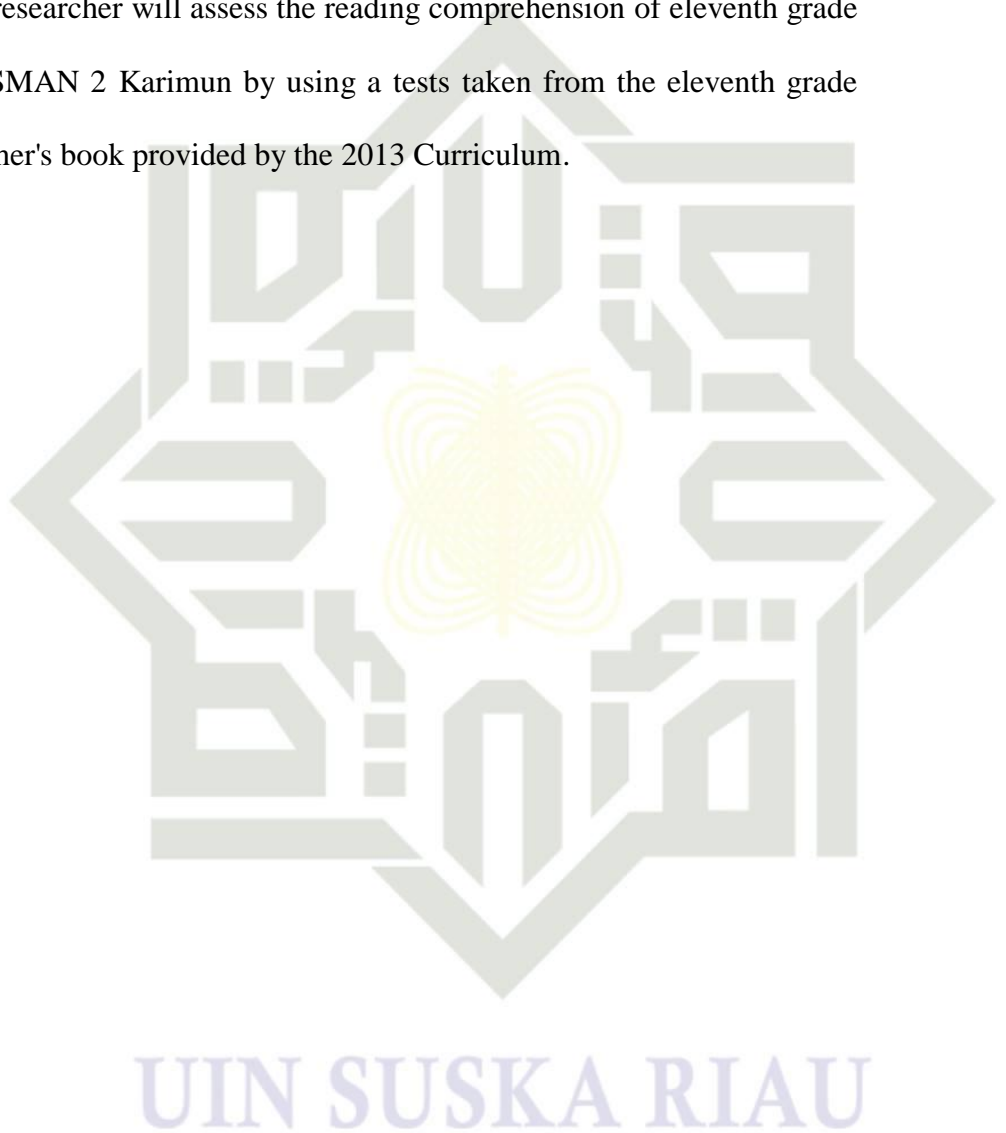 researcher will assess the reading comprehension of eleventh grade
SMAN 2 Karimun by using a tests taken from the eleventh grade
her's book provided by the 2013 Curriculum.
UIN SUSKA RIAU